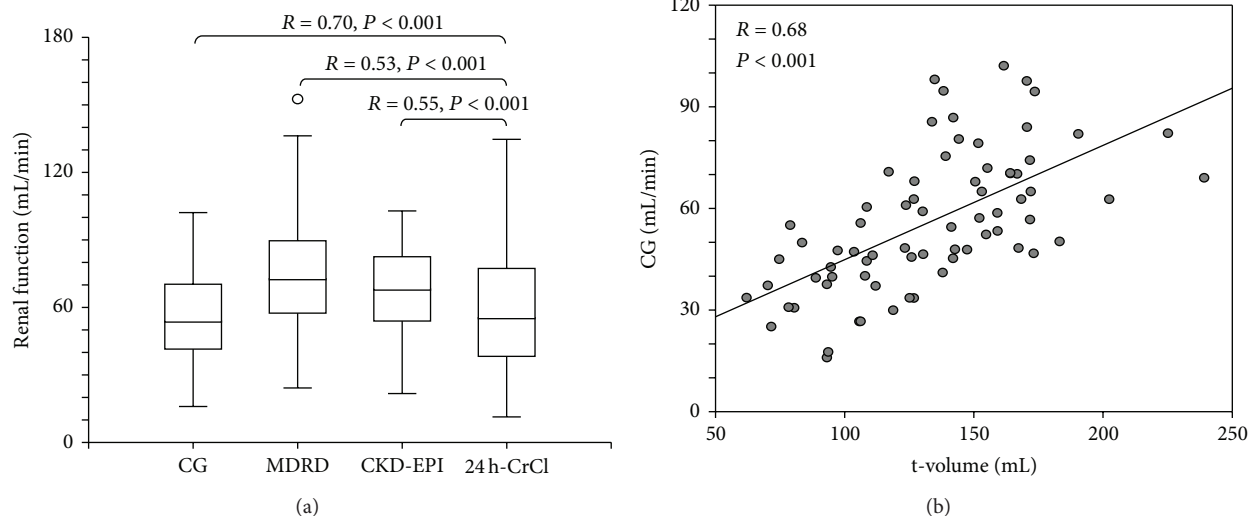 R = 0.70, P < 0.001
R = 0.53, P < 0.001
R = 0.55, P < 0.001
180
120
60
0
Renal function (mL/min)
CG MDRD CKD-EPI 24 h-CrCl
(a)
R = 0.68
P < 0.001
120
90
60
30
0
CG (mL/min)
50 100 150 200 250
t-volume (mL)
(b)